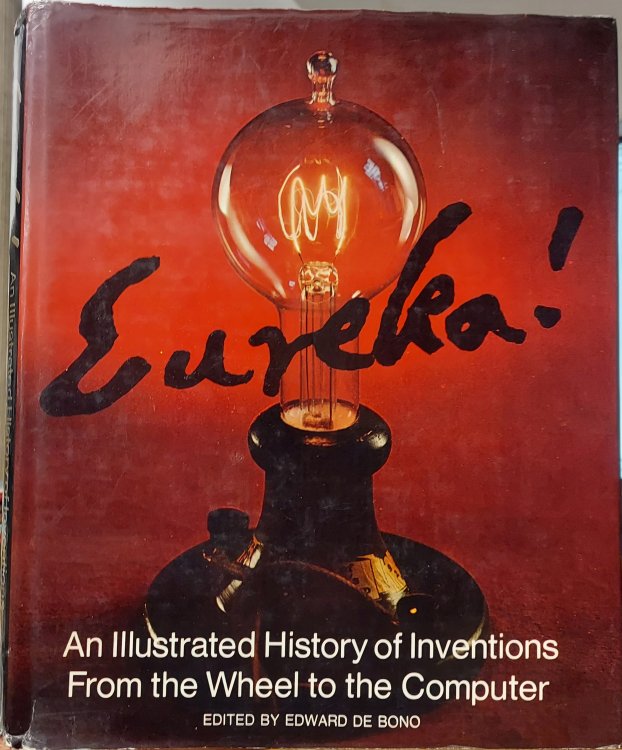 Eureka!
An Illustrated History of Inventions
From the Wheel to the Computer
EDITED BY EDWARD DE BONO